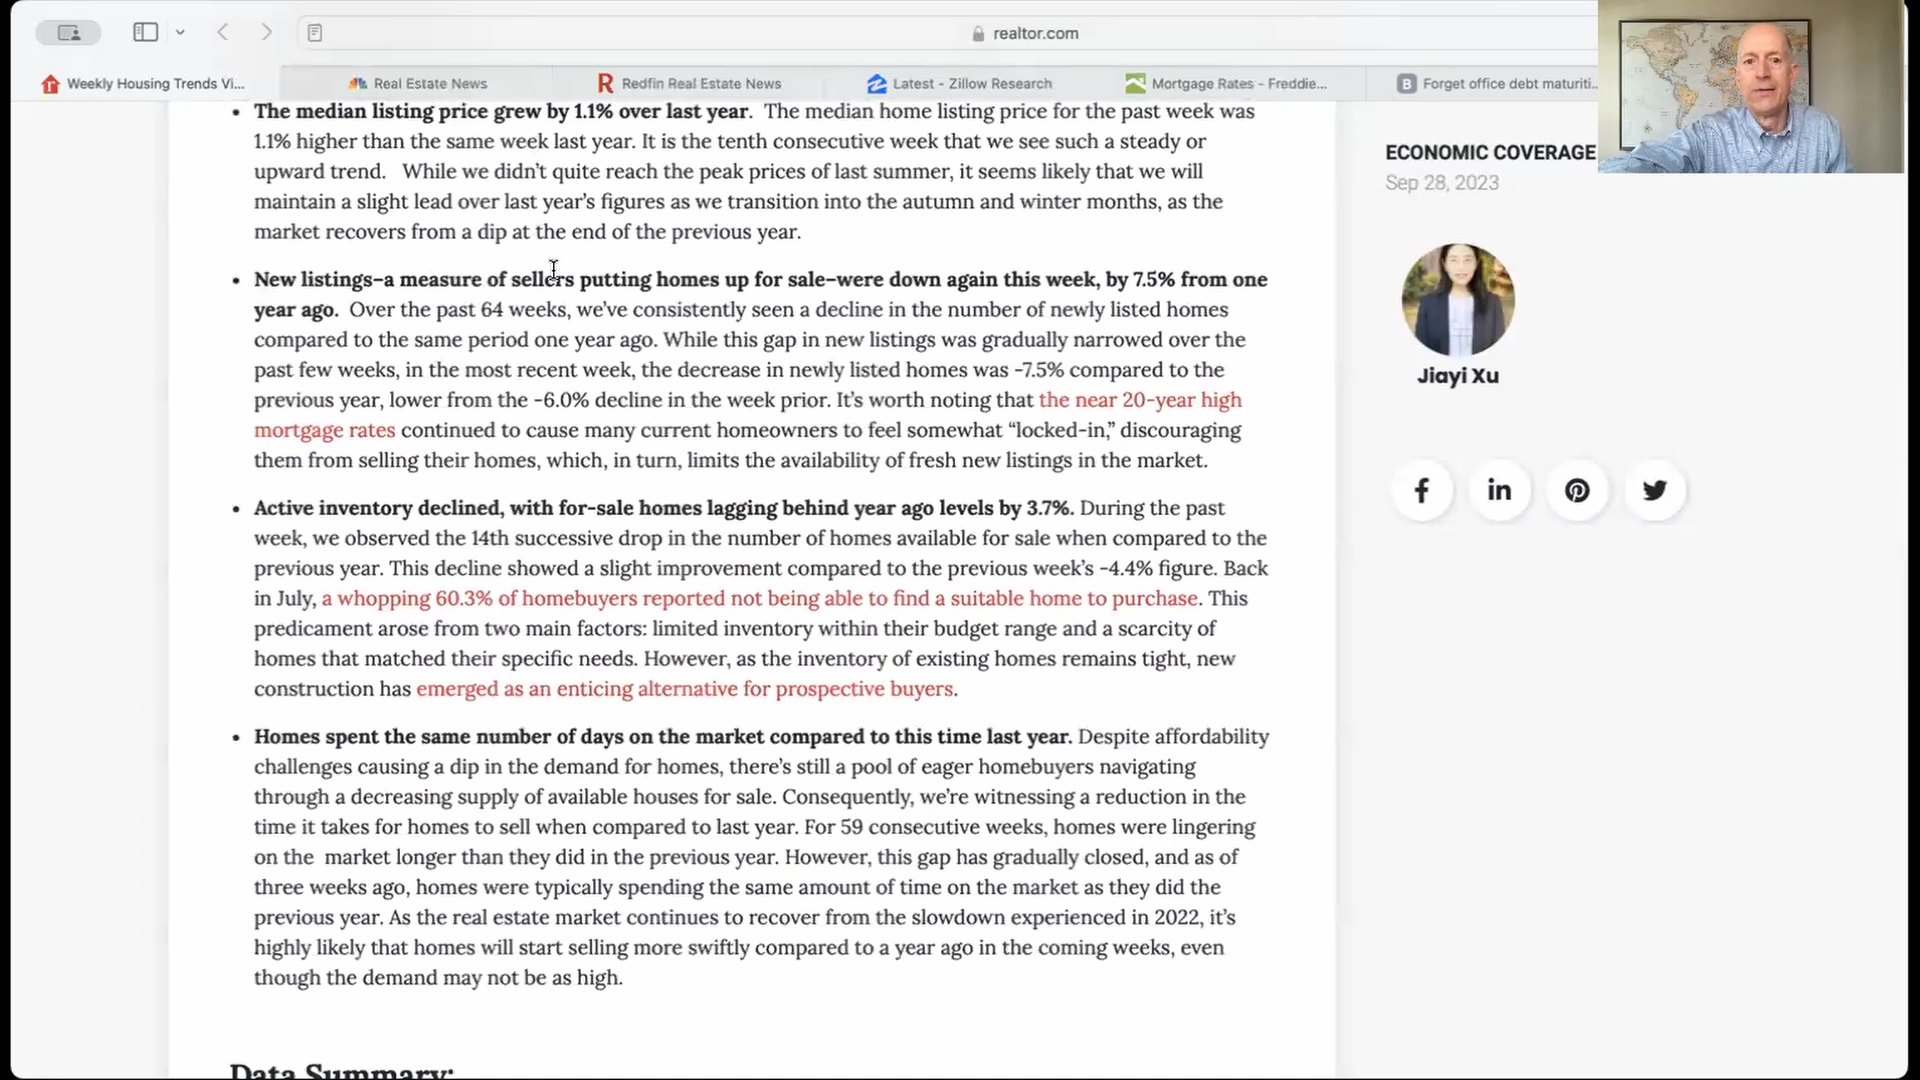 realtor.com
Weekly Housing Trends Vi...
Real Estate News
Redfin Real Estate News
Latest - Zillow Research
Mortgage Rates - Freddie...
Forget office debt maturiti...
• The median listing price grew by 1.1% over last year.  The median home listing price for the past week was
1.1% higher than the same week last year. It is the tenth consecutive week that we see such a steady or
upward trend.   While we didn’t quite reach the peak prices of last summer, it seems likely that we will
maintain a slight lead over last year’s figures as we transition into the autumn and winter months, as the
market recovers from a dip at the end of the previous year.
• New listings–a measure of sellers putting homes up for sale–were down again this week, by 7.5% from one
year ago.  Over the past 64 weeks, we’ve consistently seen a decline in the number of newly listed homes
compared to the same period one year ago. While this gap in new listings was gradually narrowed over the
past few weeks, in the most recent week, the decrease in newly listed homes was -7.5% compared to the
previous year, lower from the -6.0% decline in the week prior. It’s worth noting that the near 20-year high
mortgage rates continued to cause many current homeowners to feel somewhat “locked-in,” discouraging
them from selling their homes, which, in turn, limits the availability of fresh new listings in the market.
• Active inventory declined, with for-sale homes lagging behind year ago levels by 3.7%. During the past
week, we observed the 14th successive drop in the number of homes available for sale when compared to the
previous year. This decline showed a slight improvement compared to the previous week’s -4.4% figure. Back
in July, a whopping 60.3% of homebuyers reported not being able to find a suitable home to purchase. This
predicament arose from two main factors: limited inventory within their budget range and a scarcity of
homes that matched their specific needs. However, as the inventory of existing homes remains tight, new
construction has emerged as an enticing alternative for prospective buyers.
• Homes spent the same number of days on the market compared to this time last year. Despite affordability
challenges causing a dip in the demand for homes, there’s still a pool of eager homebuyers navigating
through a decreasing supply of available houses for sale. Consequently, we’re witnessing a reduction in the
time it takes for homes to sell when compared to last year. For 59 consecutive weeks, homes were lingering
on the  market longer than they did in the previous year. However, this gap has gradually closed, and as of
three weeks ago, homes were typically spending the same amount of time on the market as they did the
previous year. As the real estate market continues to recover from the slowdown experienced in 2022, it’s
highly likely that homes will start selling more swiftly compared to a year ago in the coming weeks, even
though the demand may not be as high.
Data Summary:
ECONOMIC COVERAGE
Sep 28, 2023
Jiayi Xu